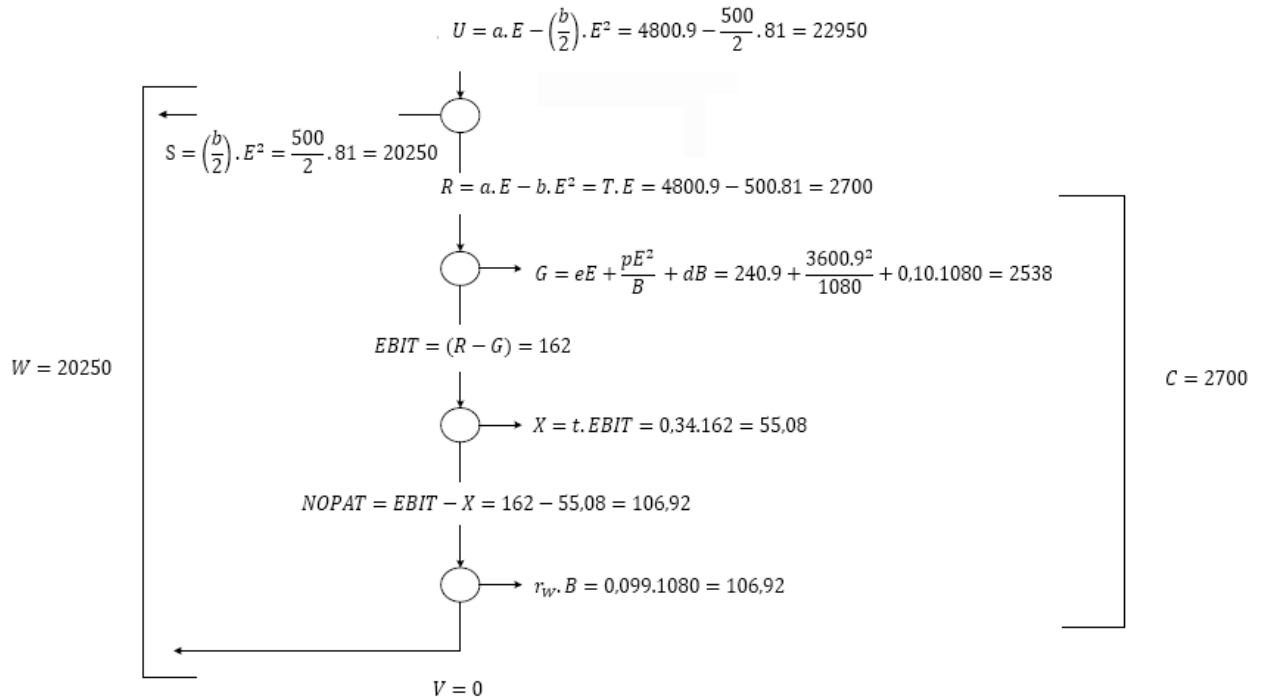 U = a.E − (b/2).E² = 4800.9 − 500/2 .81 = 22950
S = (b/2).E² = 500/2 .81 = 20250
R = a.E − b.E² = T.E = 4800.9 − 500.81 = 2700
G = eE + pE²/B + dB = 240.9 + 3600.9²/1080 + 0,10.1080 = 2538
EBIT = (R − G) = 162
W = 20250
C = 2700
X = t.EBIT = 0,34.162 = 55,08
NOPAT = EBIT − X = 162 − 55,08 = 106,92
r_W.B = 0,099.1080 = 106,92
V = 0